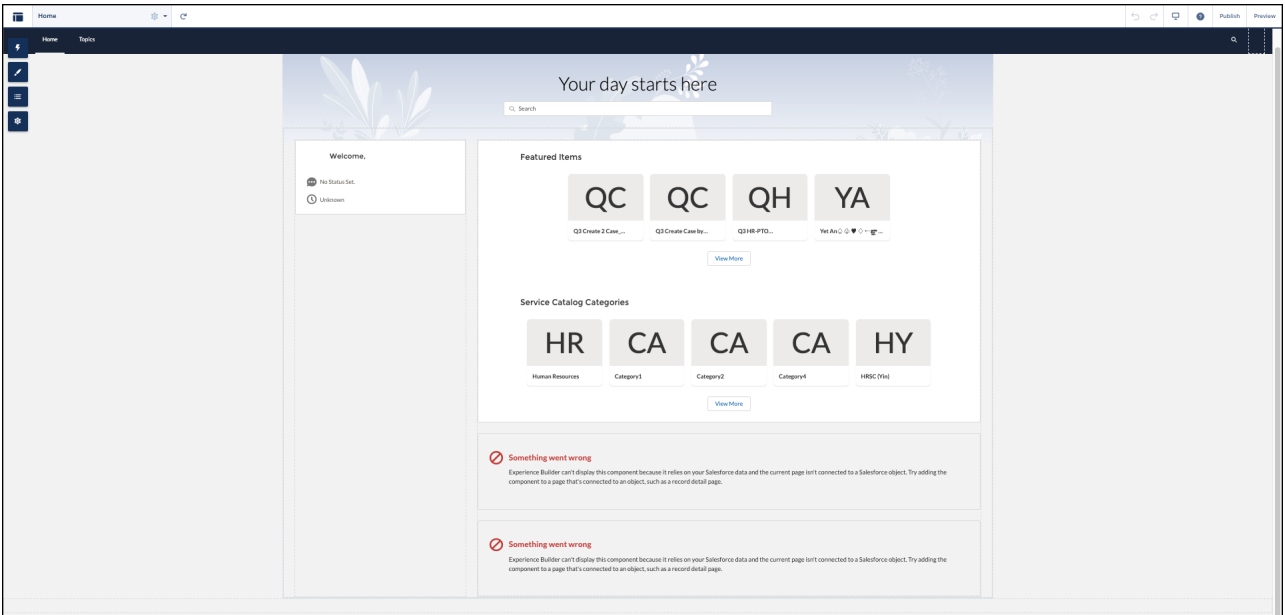 Home
Publish
Preview
Home
Topics
Your day starts here
Search
Welcome,
No Status Set.
Unknown
Featured Items
QC
QC
QH
YA
Q3 Create 2 Case_...
Q3 Create Case by...
Q3 HR-PTO...
Yet An
View More
Service Catalog Categories
HR
CA
CA
CA
HY
Human Resources
Category1
Category2
Category4
HRSC (Yin)
View More
Something went wrong
Experience Builder can't display this component because it relies on your Salesforce data and the current page isn't connected to a Salesforce object. Try adding the
component to a page that's connected to an object, such as a record detail page.
Something went wrong
Experience Builder can't display this component because it relies on your Salesforce data and the current page isn't connected to a Salesforce object. Try adding the
component to a page that's connected to an object, such as a record detail page.